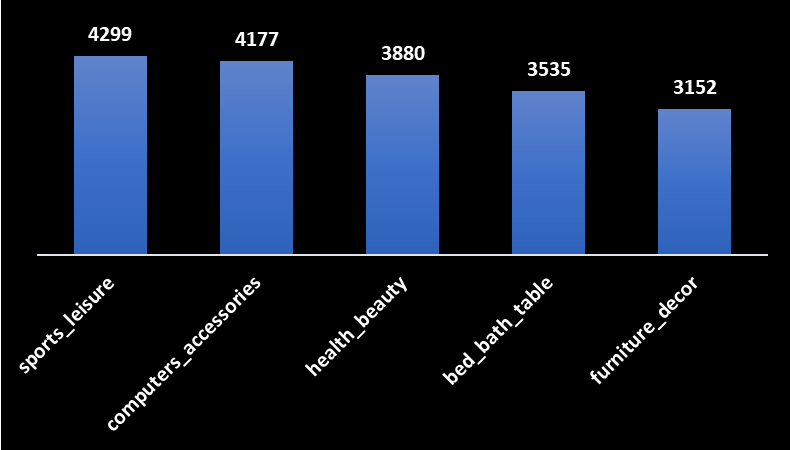 4299
4177
3880
3535
3152
sports_leisure
computers_accessories
health_beauty
bed_bath_table
furniture_decor